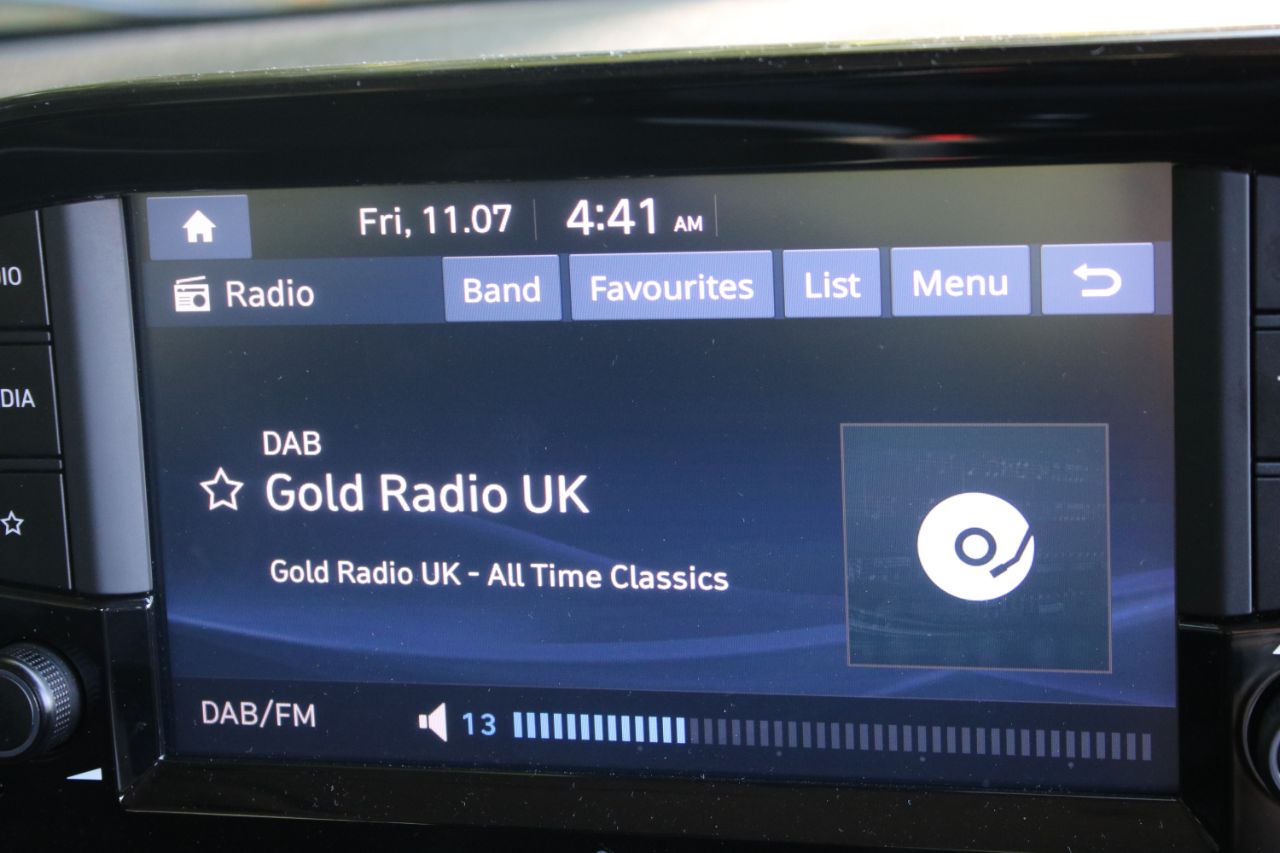 Fri, 11.07 4:41 AM
Radio Band Favourites List Menu
DAB
Gold Radio UK
Gold Radio UK - All Time Classics
DAB/FM 13